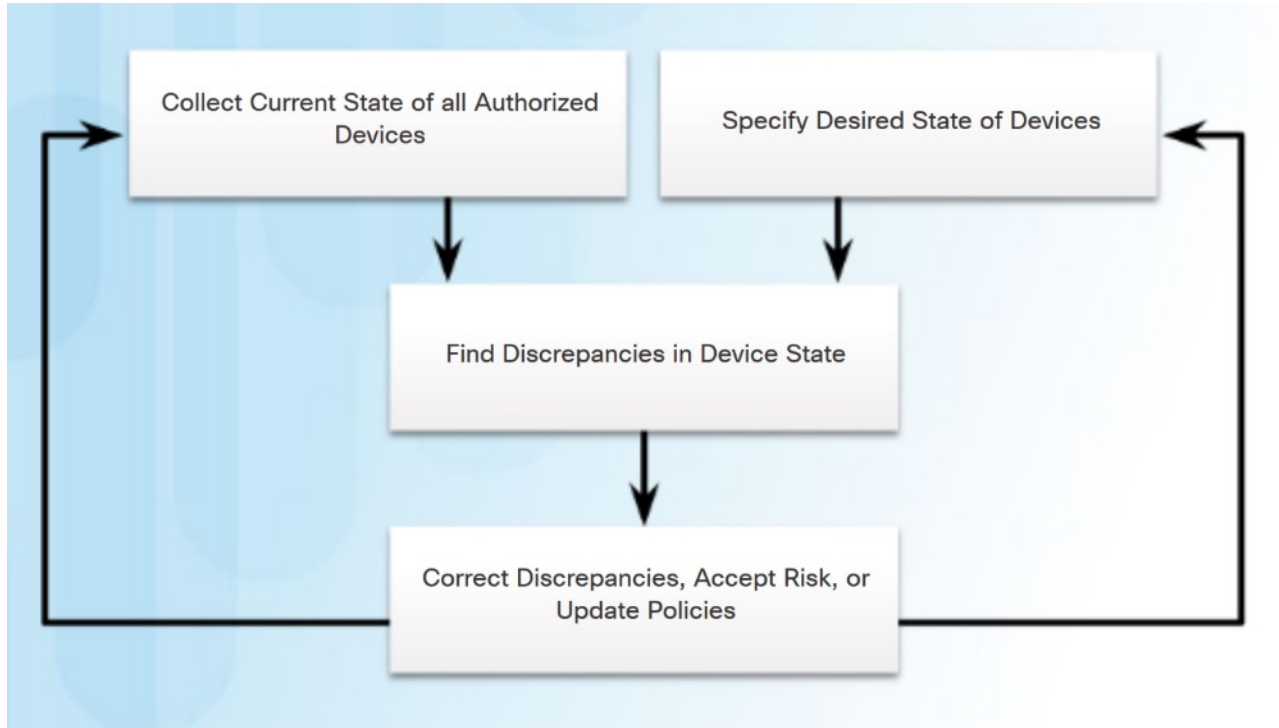 Collect Current State of all Authorized
Devices
Specify Desired State of Devices
Find Discrepancies in Device State
Correct Discrepancies, Accept Risk, or
Update Policies